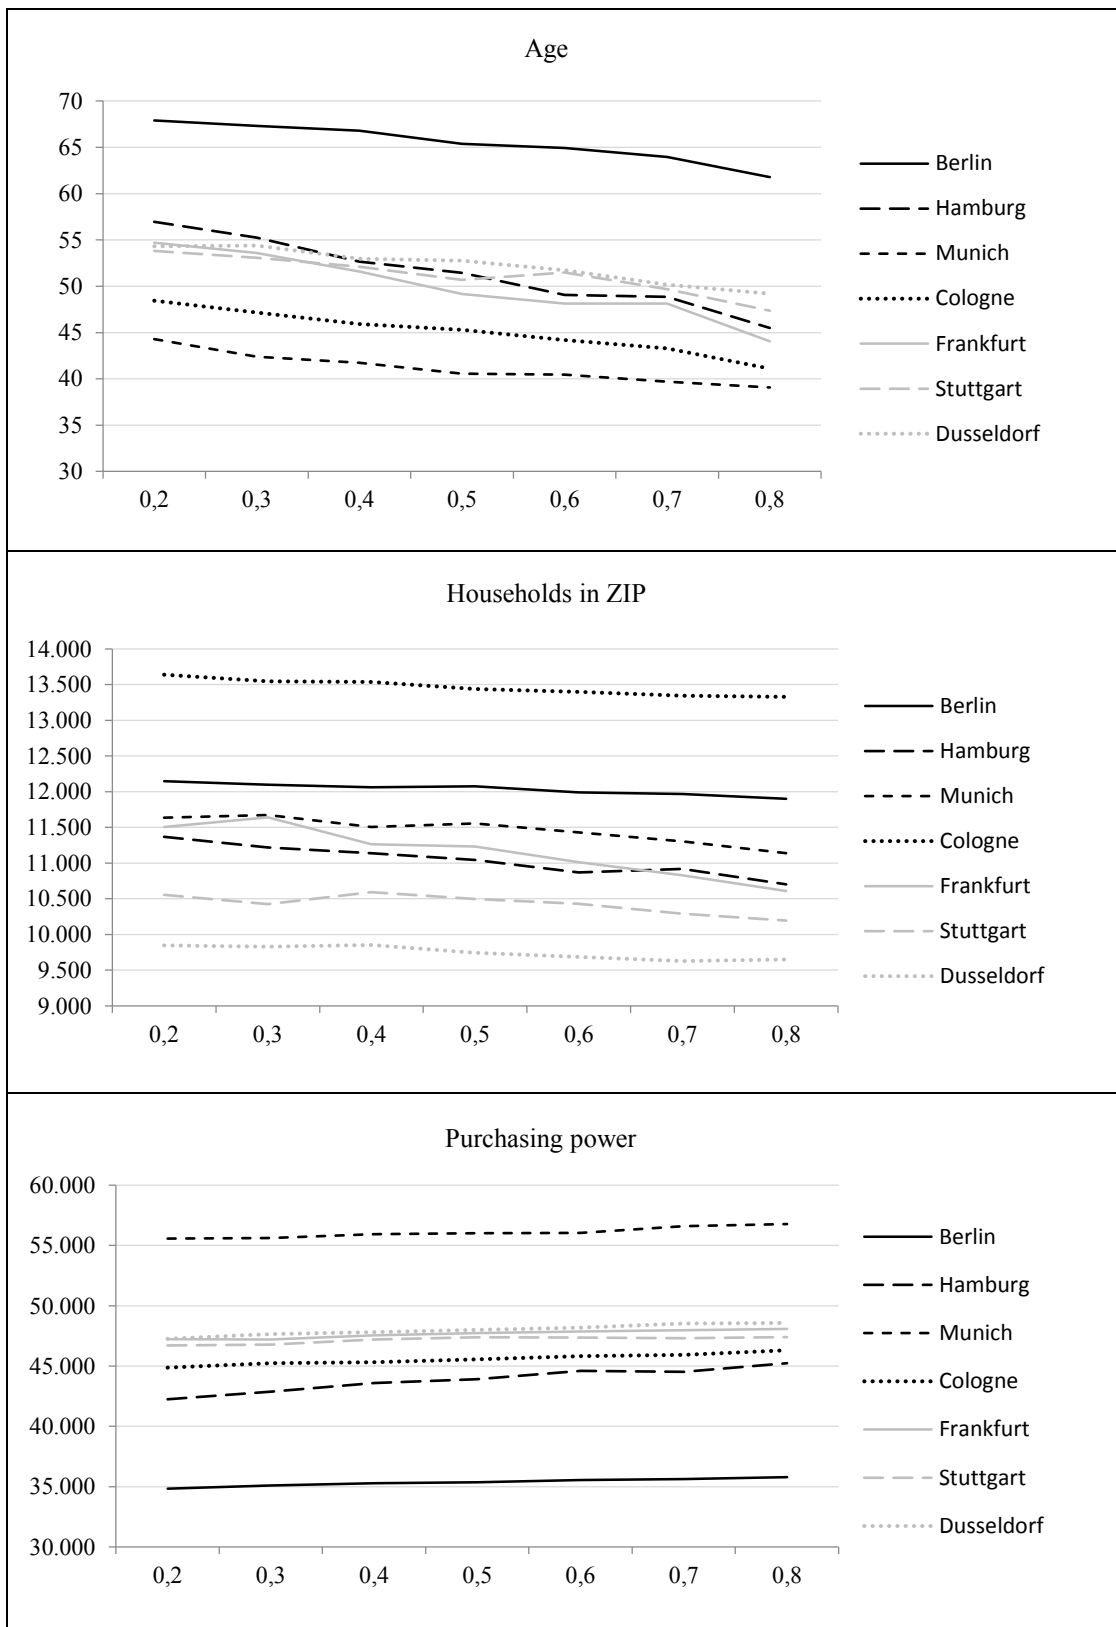 Age
70
65
60
55
50
45
40
35
30
0,2 0,3 0,4 0,5 0,6 0,7 0,8
Berlin
Hamburg
Munich
Cologne
Frankfurt
Stuttgart
Dusseldorf
Households in ZIP
14.000
13.500
13.000
12.500
12.000
11.500
11.000
10.500
10.000
9.500
9.000
0,2 0,3 0,4 0,5 0,6 0,7 0,8
Berlin
Hamburg
Munich
Cologne
Frankfurt
Stuttgart
Dusseldorf
Purchasing power
60.000
55.000
50.000
45.000
40.000
35.000
30.000
0,2 0,3 0,4 0,5 0,6 0,7 0,8
Berlin
Hamburg
Munich
Cologne
Frankfurt
Stuttgart
Dusseldorf